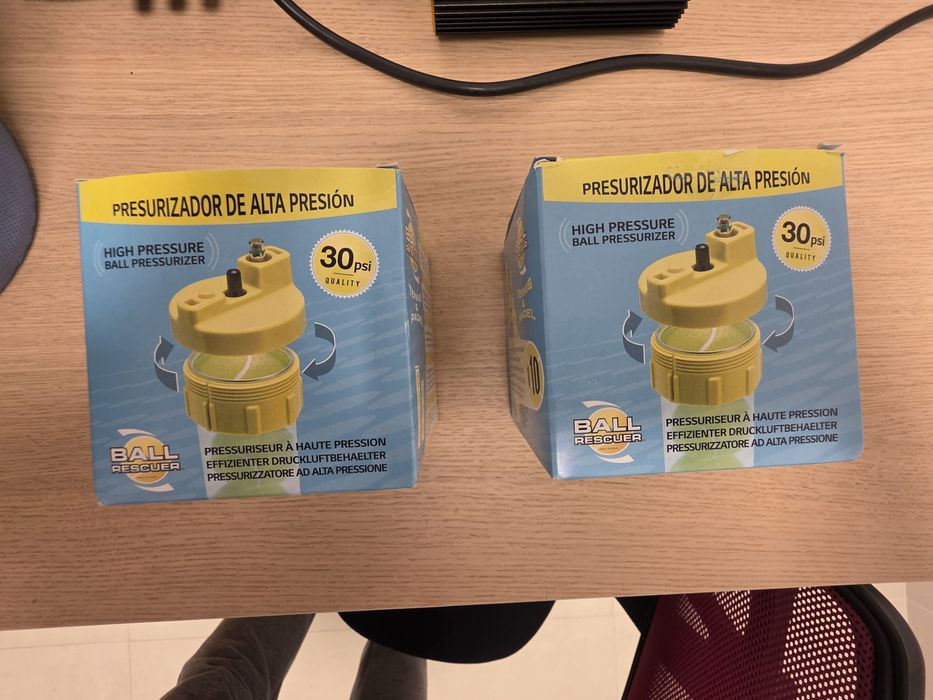 PRESURIZADOR DE ALTA PRESIÓN
HIGH PRESSURE
BALL PRESSURIZER
30psi
QUALITY
BALL
RESCUER
PRESSURISEUR À HAUTE PRESSION
EFFIZIENTER DRUCKLUFTBEHAELTER
PRESSURIZZATORE AD ALTA PRESSIONE
PRESURIZADOR DE ALTA PRESIÓN
HIGH PRESSURE
BALL PRESSURIZER
30psi
QUALITY
10
BALL
RESCUER
PRESSURISEUR À HAUTE PRESSION
EFFIZIENTER DRUCKLUFTBEHAELTER
PRESSURIZZATORE AD ALTA PRESSIONE